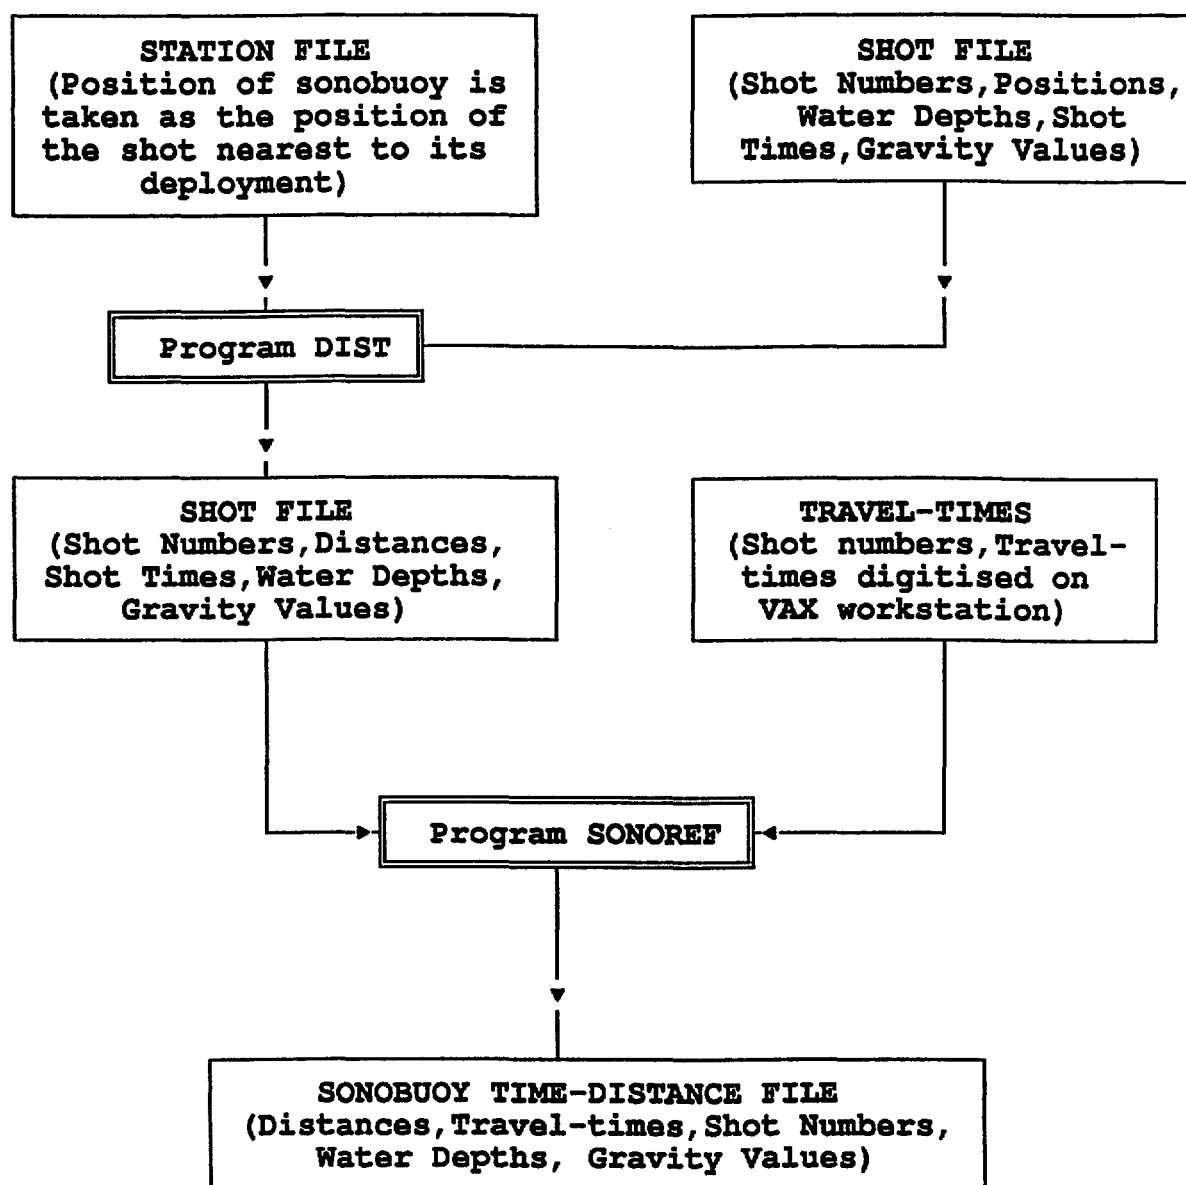 STATION FILE
(Position of sonobuoy is
taken as the position of
the shot nearest to its
deployment)
SHOT FILE
(Shot Numbers,Positions,
Water Depths,Shot
Times,Gravity Values)
Program DIST
SHOT FILE
(Shot Numbers,Distances,
Shot Times,Water Depths,
Gravity Values)
TRAVEL-TIMES
(Shot numbers,Travel-
times digitised on
VAX workstation)
Program SONOREF
SONOBUOY TIME-DISTANCE FILE
(Distances,Travel-times,Shot Numbers,
Water Depths, Gravity Values)